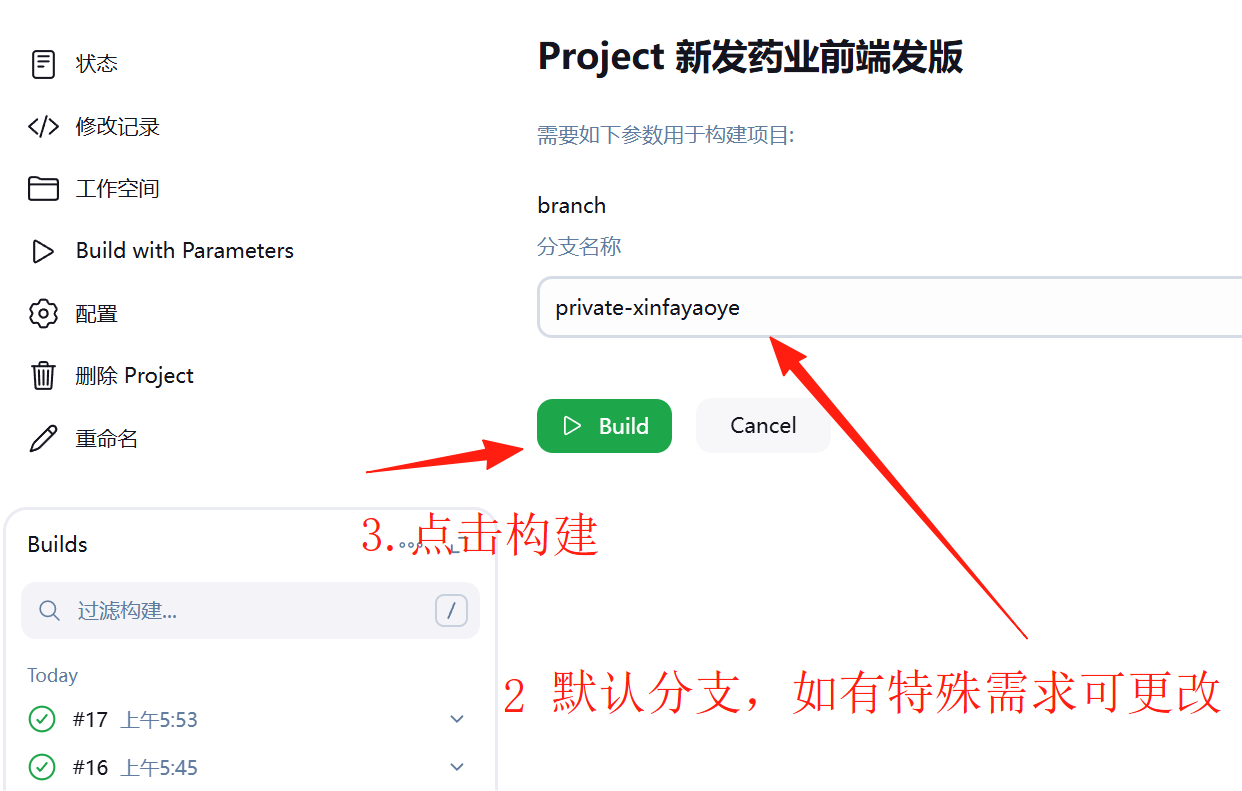 状态
修改记录
工作空间
Build with Parameters
配置
删除 Project
重命名
Builds
过滤构建...
/
Today
#17 上午5:53
#16 上午5:45
Project 新发药业前端发版
需要如下参数用于构建项目:
branch
分支名称
private-xinfayaoye
Build
Cancel
3. 点击构建
2 默认分支，如有特殊需求可更改